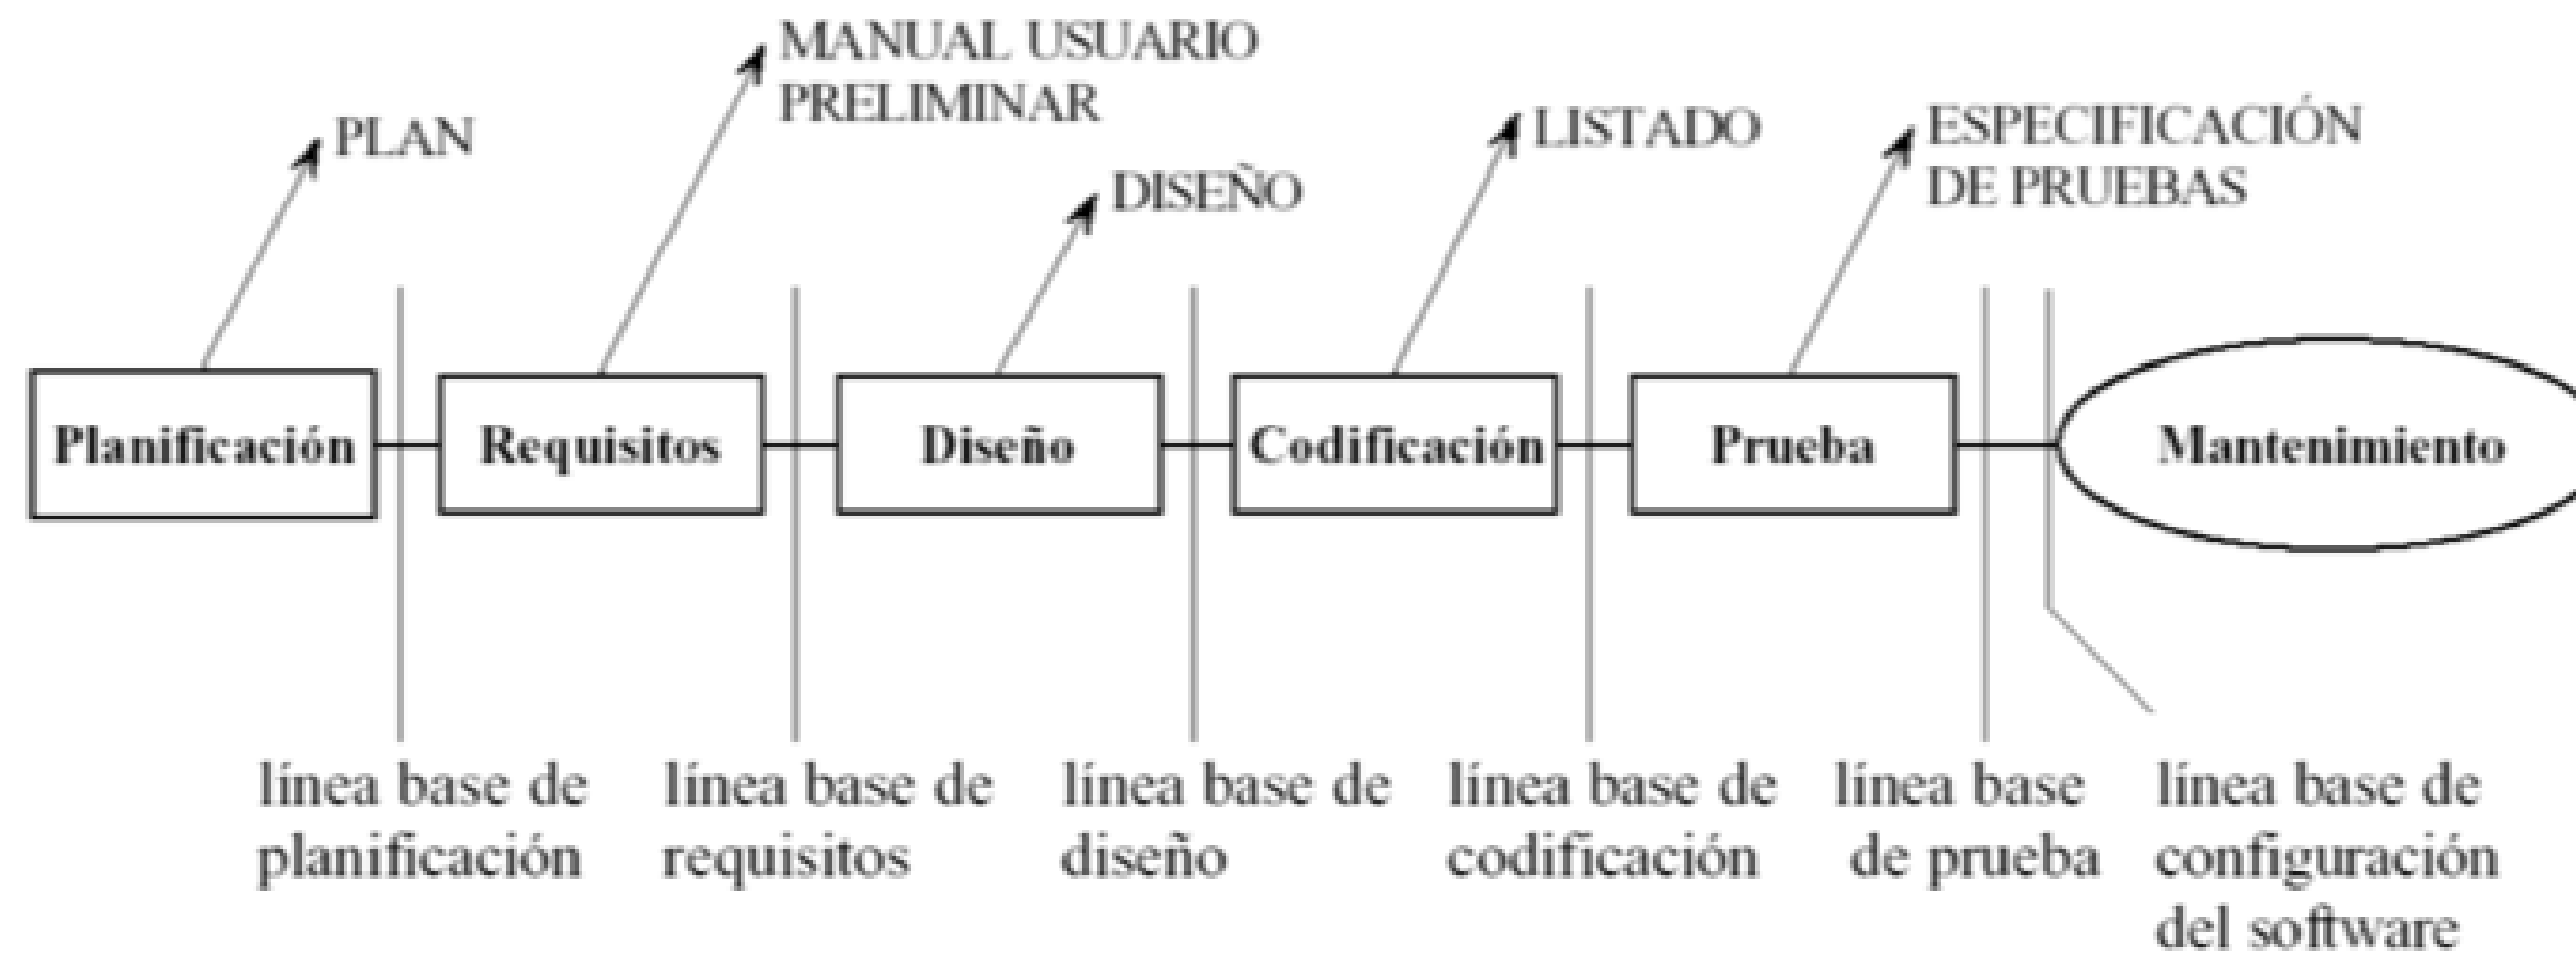 MANUAL USUARIO
PRELIMINAR
PLAN
LISTADO
ESPECIFICACIÓN
DE PRUEBAS
DISEÑO
Planificación
Requisitos
Diseño
Codificación
Prueba
Mantenimiento
línea base de
planificación
línea base de
requisitos
línea base de
diseño
línea base de
codificación
línea base
de prueba
línea base de
configuración
del software